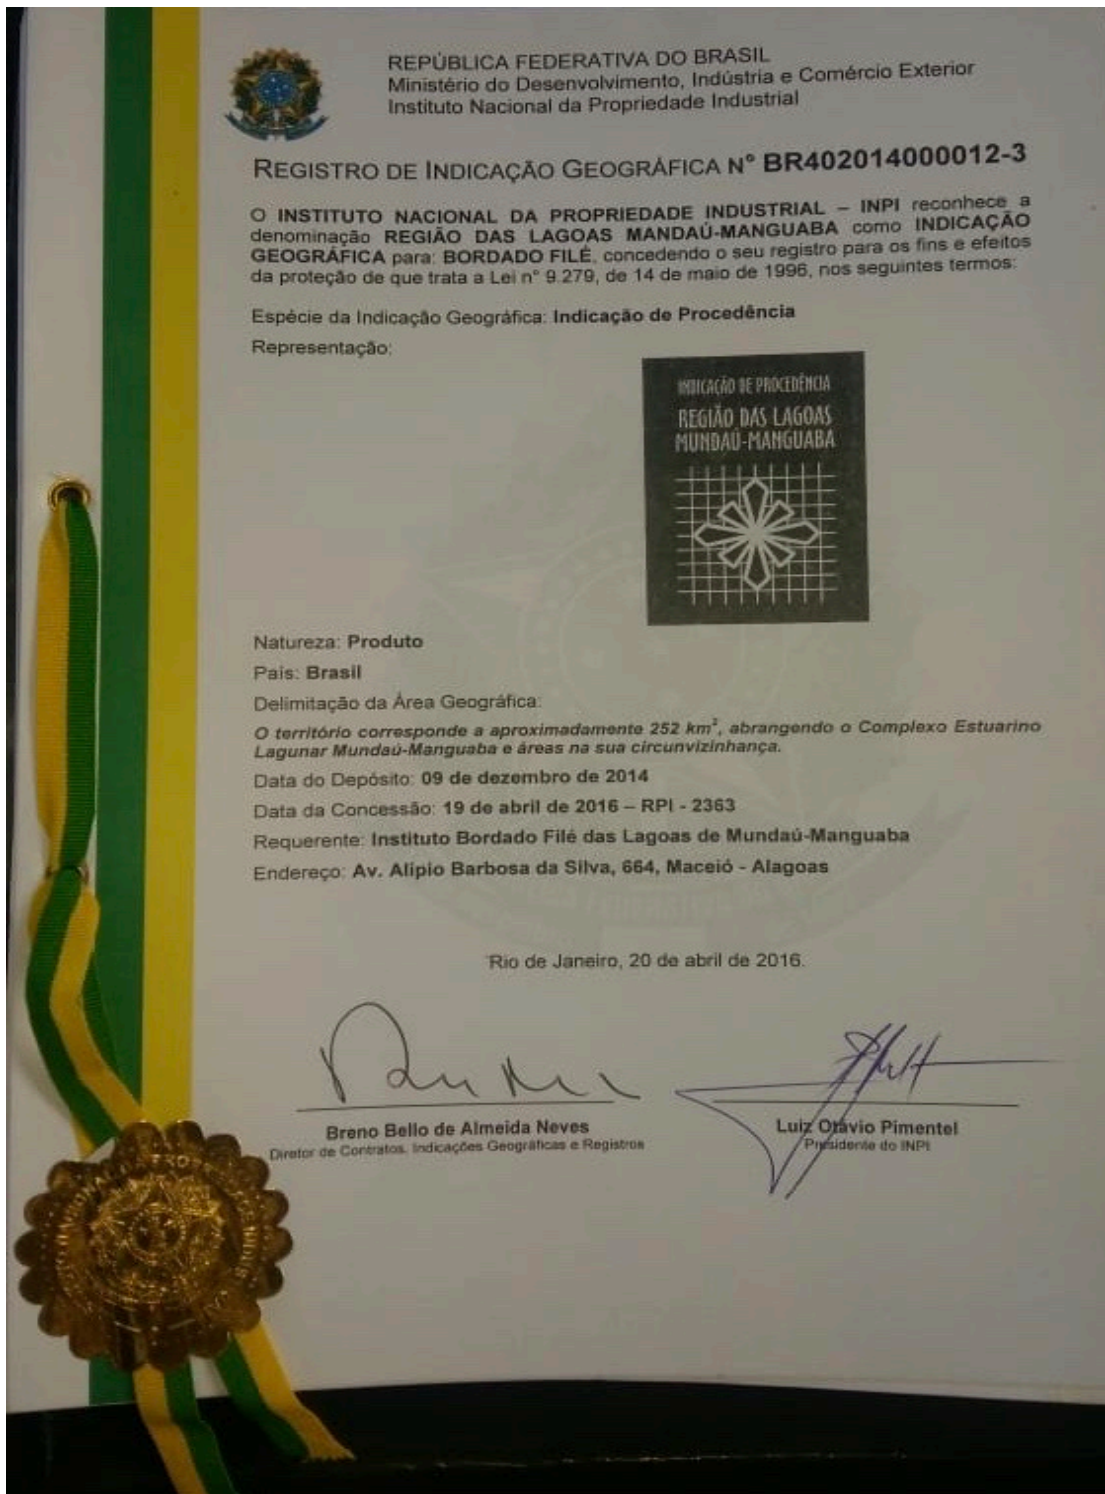 REPÚBLICA FEDERATIVA DO BRASIL
Ministério do Desenvolvimento, Indústria e Comércio Exterior
Instituto Nacional da Propriedade Industrial
REGISTRO DE INDICAÇÃO GEOGRÁFICA N° BR402014000012-3
O INSTITUTO NACIONAL DA PROPRIEDADE INDUSTRIAL – INPI reconhece a
denominação REGIÃO DAS LAGOAS MANDAÚ-MANGUABA como INDICAÇÃO
GEOGRÁFICA para: BORDADO FILÉ, concedendo o seu registro para os fins e efeitos
da proteção de que trata a Lei n° 9.279, de 14 de maio de 1996, nos seguintes termos:
Espécie da Indicação Geográfica: Indicação de Procedência
Representação:
INDICAÇÃO DE PROCEDÊNCIA
REGIÃO DAS LAGOAS
MUNDAÚ-MANGUABA
Natureza: Produto
País: Brasil
Delimitação da Área Geográfica:
O território corresponde a aproximadamente 252 km², abrangendo o Complexo Estuarino
Lagunar Mundaú-Manguaba e áreas na sua circunvizinhança.
Data do Depósito: 09 de dezembro de 2014
Data da Concessão: 19 de abril de 2016 – RPI - 2363
Requerente: Instituto Bordado Filé das Lagoas de Mundaú-Manguaba
Endereço: Av. Alípio Barbosa da Silva, 664, Maceió - Alagoas
Rio de Janeiro, 20 de abril de 2016.
Breno Bello de Almeida Neves
Diretor de Contratos, Indicações Geográficas e Registros
Luiz Otávio Pimentel
Presidente do INPI